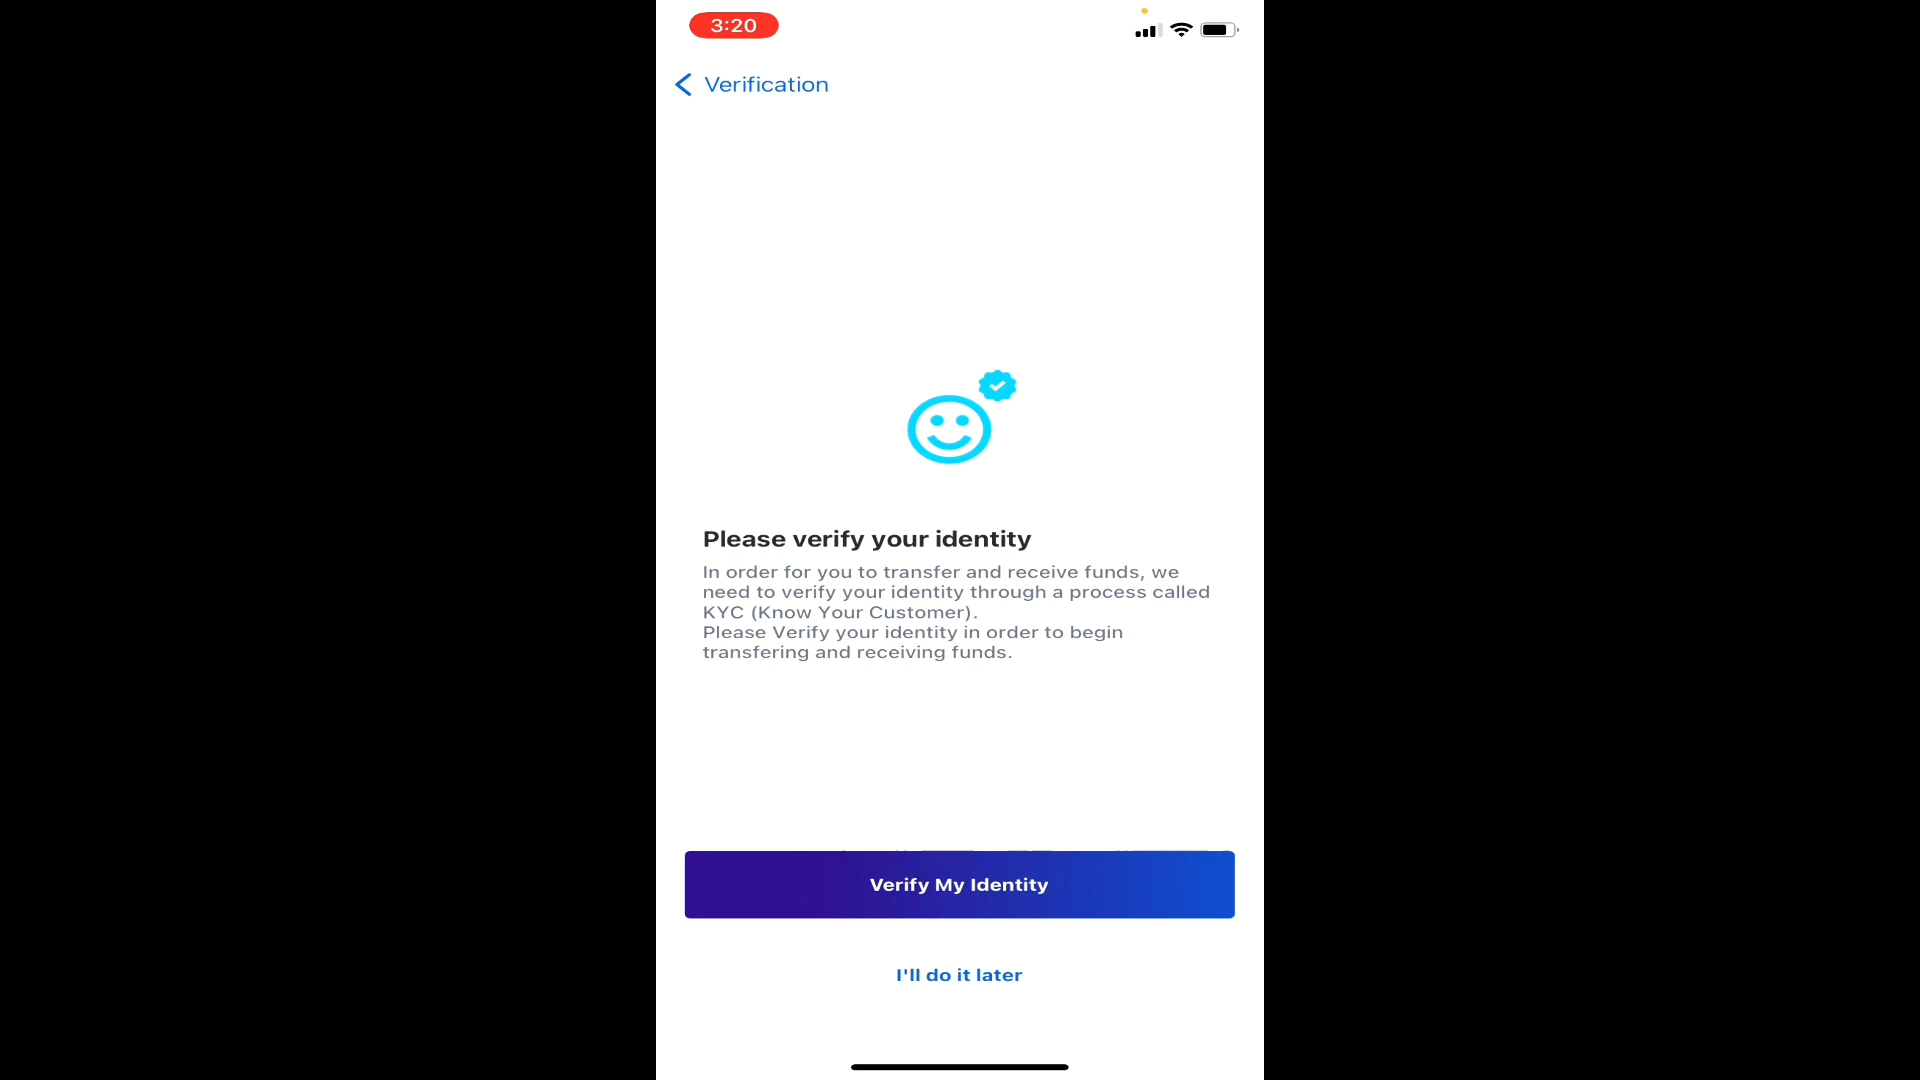 3:20
Verification
Please verify your identity
In order for you to transfer and receive funds, we
need to verify your identity through a process called
KYC (Know Your Customer).
Please Verify your identity in order to begin
transfering and receiving funds.
Verify My Identity
I'll do it later